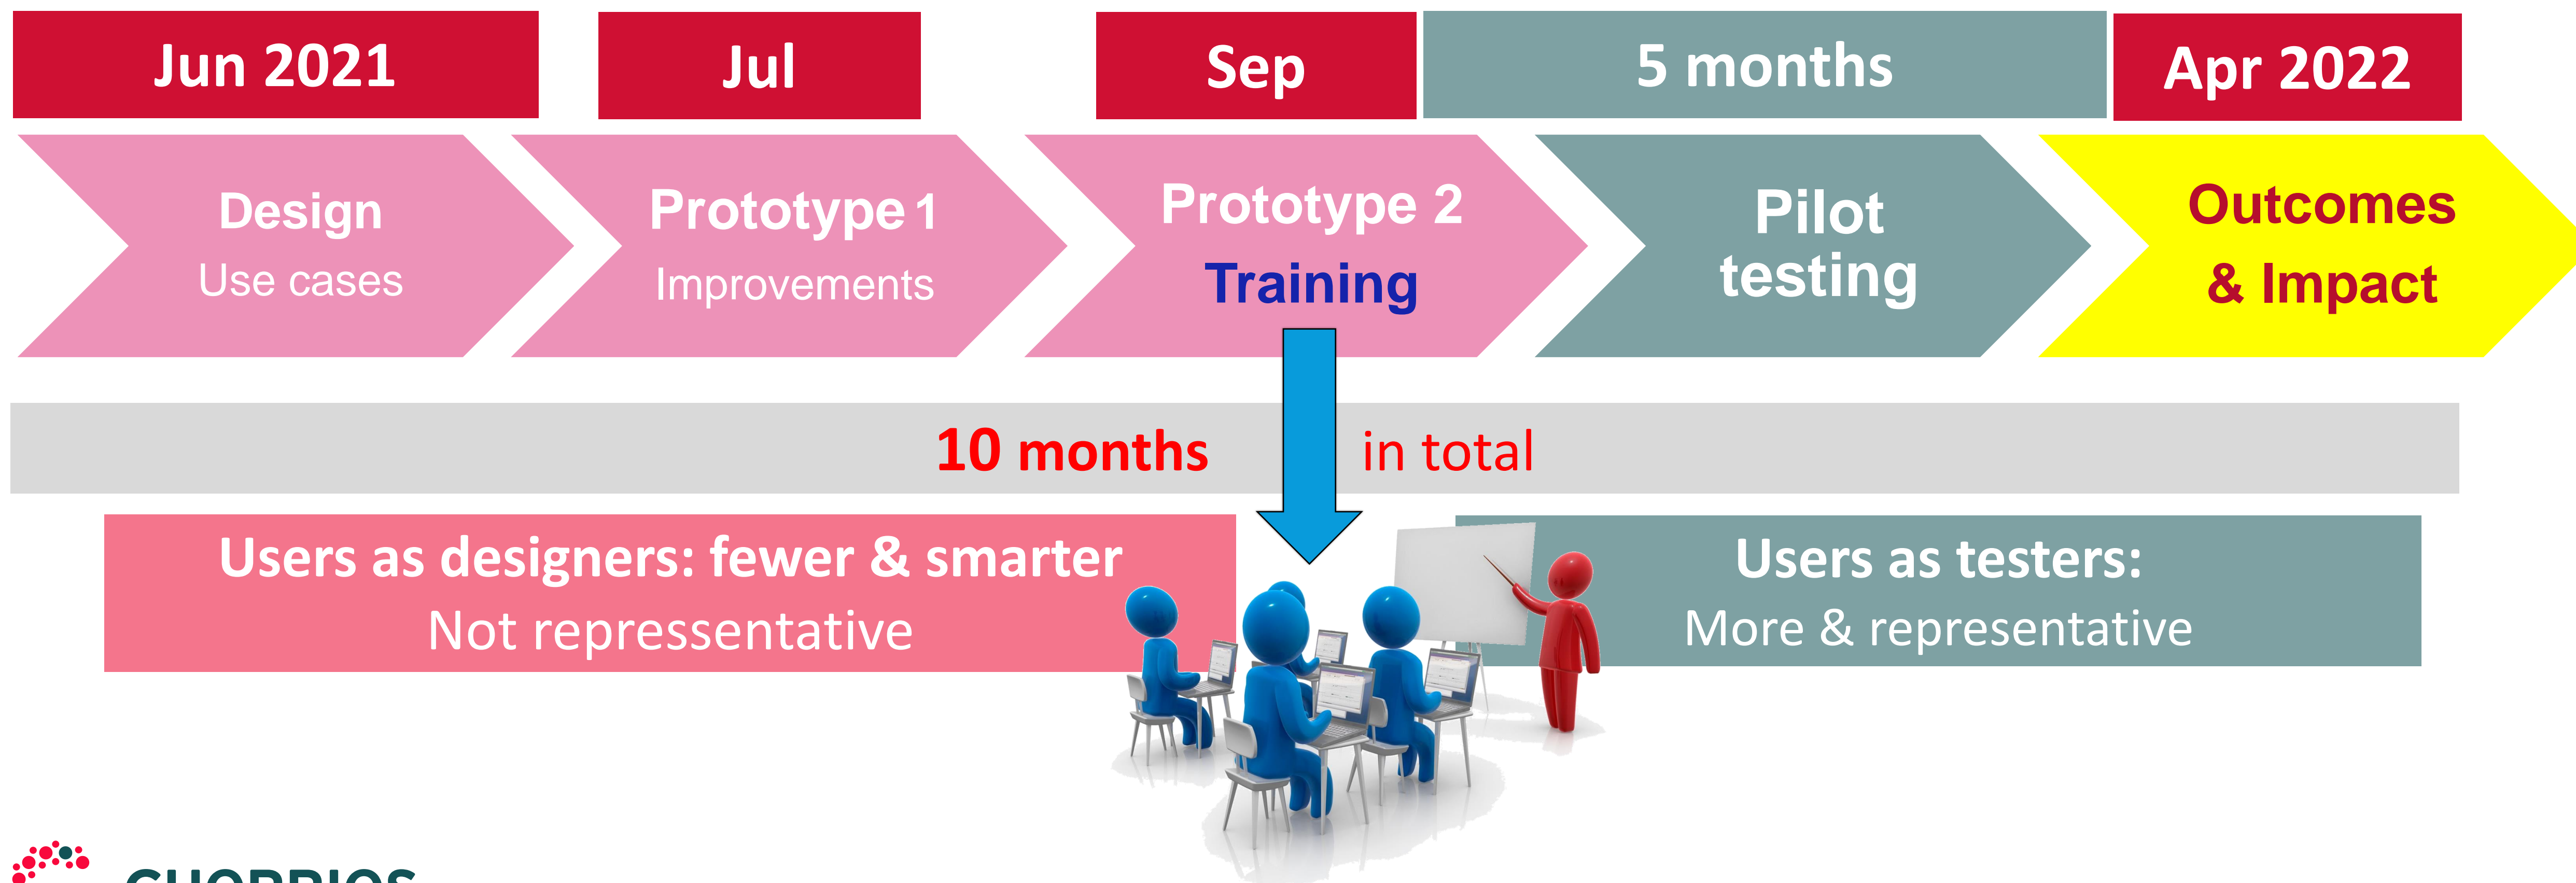 Jun 2021
Jul
Sep
5 months
Apr 2022
Design
Use cases
Prototype 1
Improvements
Prototype 2
Training
Pilot
testing
Outcomes
& Impact
10 months in total
Users as designers: fewer & smarter
Not repressentative
Users as testers:
More & representative